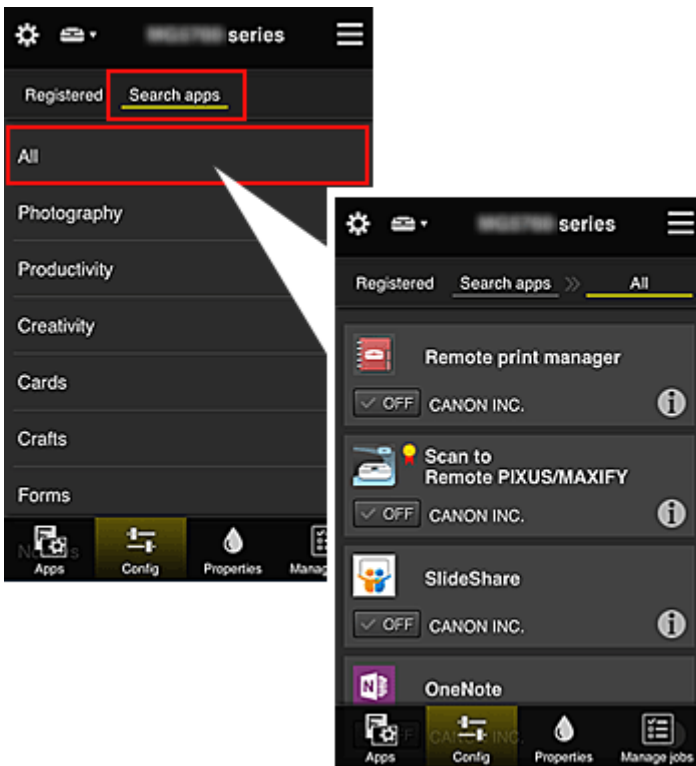 series
Registered Search apps
All
Photography
Productivity
Creativity
Cards
Crafts
Forms
Apps Config Properties Manag
series
Registered Search apps All
Remote print manager
OFF CANON INC.
Scan to
Remote PIXUS/MAXIFY
OFF CANON INC.
SlideShare
OFF CANON INC.
OneNote
Apps Config Properties Manage jobs